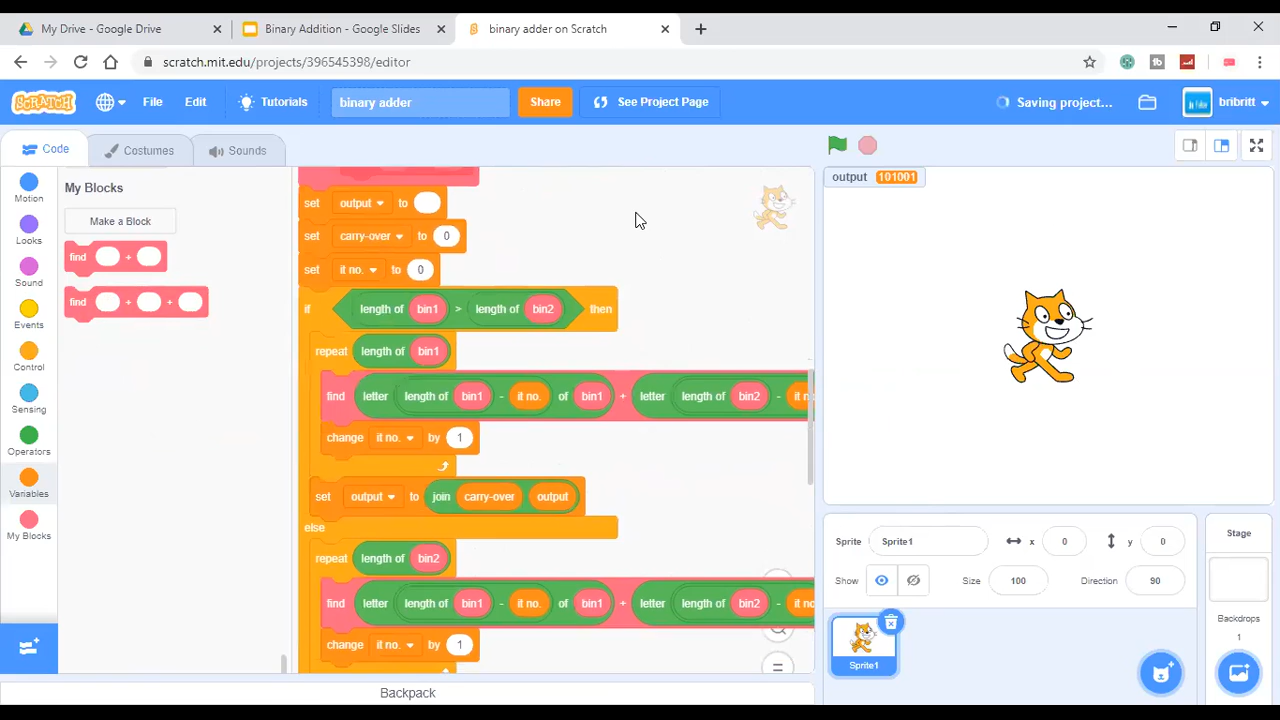 My Drive - Google Drive
Binary Addition - Google Slides
binary adder on Scratch
scratch.mit.edu/projects/396545398/editor
SCRATCH File Edit Tutorials binary adder Share See Project Page Saving project... bribritt
Code Costumes Sounds
Motion
Looks
Sound
Events
Control
Sensing
Operators
Variables
My Blocks
My Blocks
Make a Block
find +
find + +
set output to
set carry-over to 0
set it no. to 0
if length of bin1 > length of bin2 then
repeat length of bin1
find letter length of bin1 - it no. of bin1 + letter length of bin2 - it n
change it no. by 1
set output to join carry-over output
else
repeat length of bin2
find letter length of bin1 - it no. of bin1 + letter length of bin2 - it n
change it no. by 1
Backpack
output 101001
Sprite Sprite1 x 0 y 0
Show Size 100 Direction 90
Sprite1
Stage
Backdrops
1